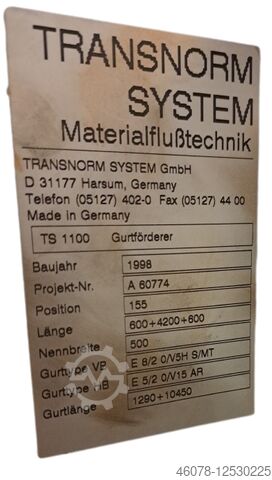 TRANSNORM
SYSTEM
Materialflußtechnik
TRANSNORM SYSTEM GmbH
D 31177 Harsum, Germany
Telefon (05127) 402-0 Fax (05127) 44 00
Made in Germany
TS 1100 Gurtförderer
Baujahr 1998
Projekt-Nr. A 60774
Position 155
Länge 600+4200+600
Nennbreite 500
Gurttype VP E 8/2 0/V5H S/MT
Gurttype HB E 5/2 0/V15 AR
Gurtlänge 1290+10450
46078-12530225